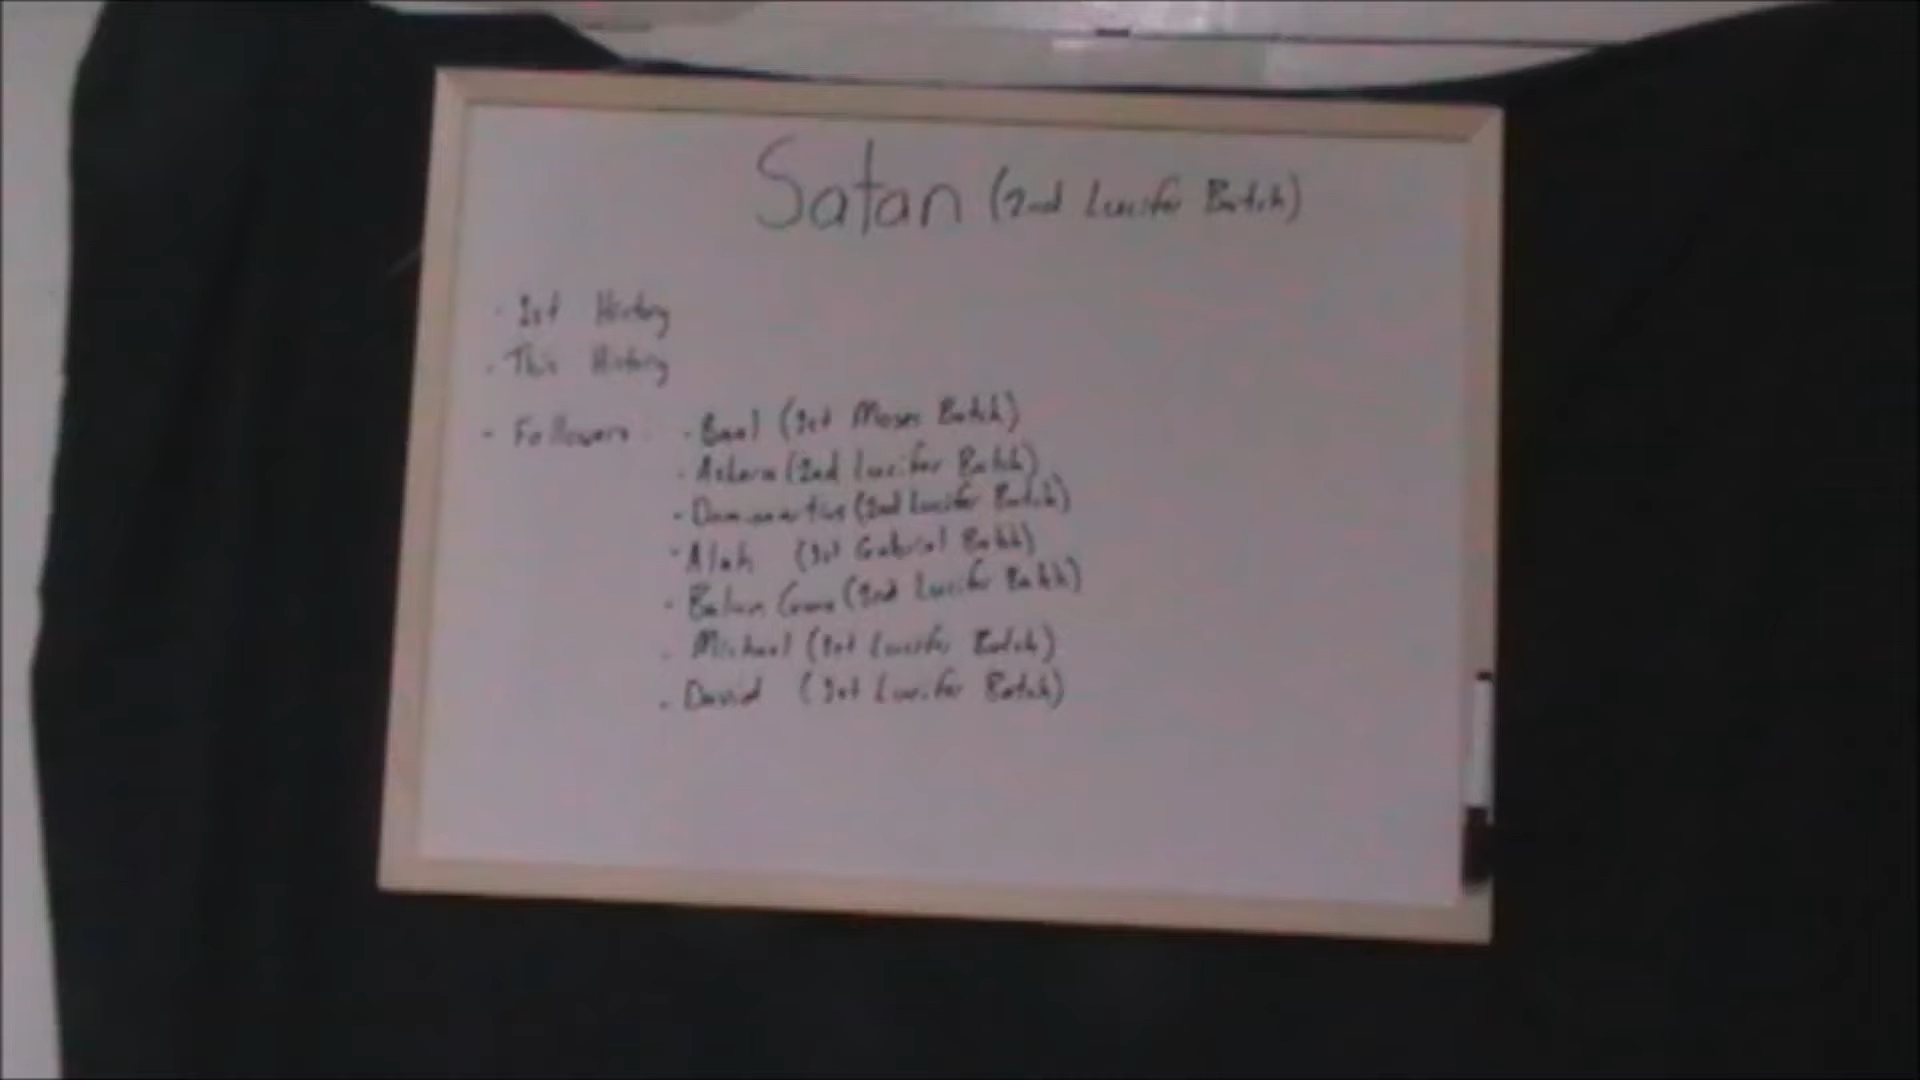 Satan (2nd Lucifer Batch)
- 1st History
- This History
- Followers: - Baal (1st Moses Batch)
- Ashera (2nd Lucifer Batch)
- (2nd Lucifer Batch)
- Alah (1st Gabriel Batch)
- (2nd Lucifer Batch)
- Michael (1st Lucifer Batch)
- David (1st Lucifer Batch)